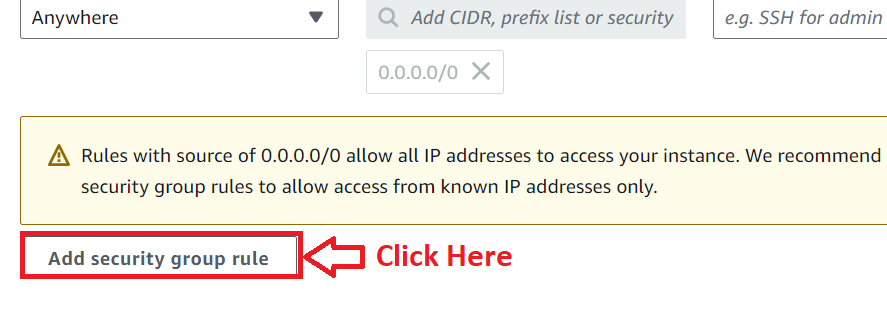 Anywhere
Add CIDR, prefix list or security
e.g. SSH for admin
0.0.0.0/0
Rules with source of 0.0.0.0/0 allow all IP addresses to access your instance. We recommend
security group rules to allow access from known IP addresses only.
Add security group rule
Click Here